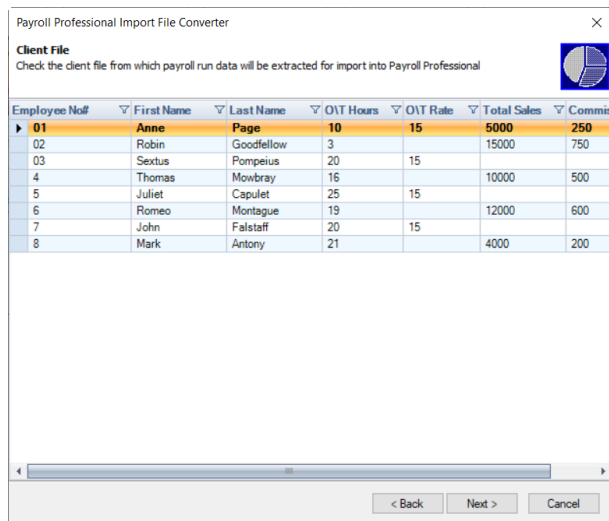 Payroll Professional Import File Converter
Client File
Check the client file from which payroll run data will be extracted for import into Payroll Professional
Employee No# First Name Last Name O\T Hours O\T Rate Total Sales Commis
01 Anne Page 10 15 5000 250
02 Robin Goodfellow 3 15000 750
03 Sextus Pompeius 20 15
4 Thomas Mowbray 16 10000 500
5 Juliet Capulet 25 15
6 Romeo Montague 19 12000 600
7 John Falstaff 20 15
8 Mark Antony 21 4000 200
< Back Next > Cancel